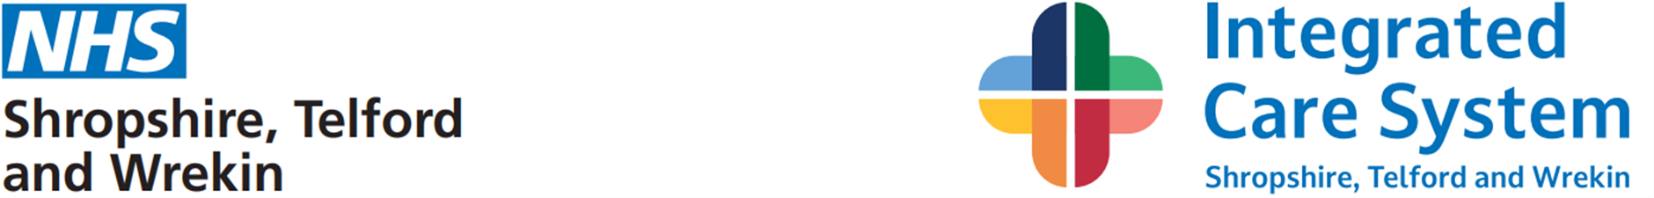 NHS
Shropshire, Telford
and Wrekin
Integrated
Care System
Shropshire, Telford and Wrekin